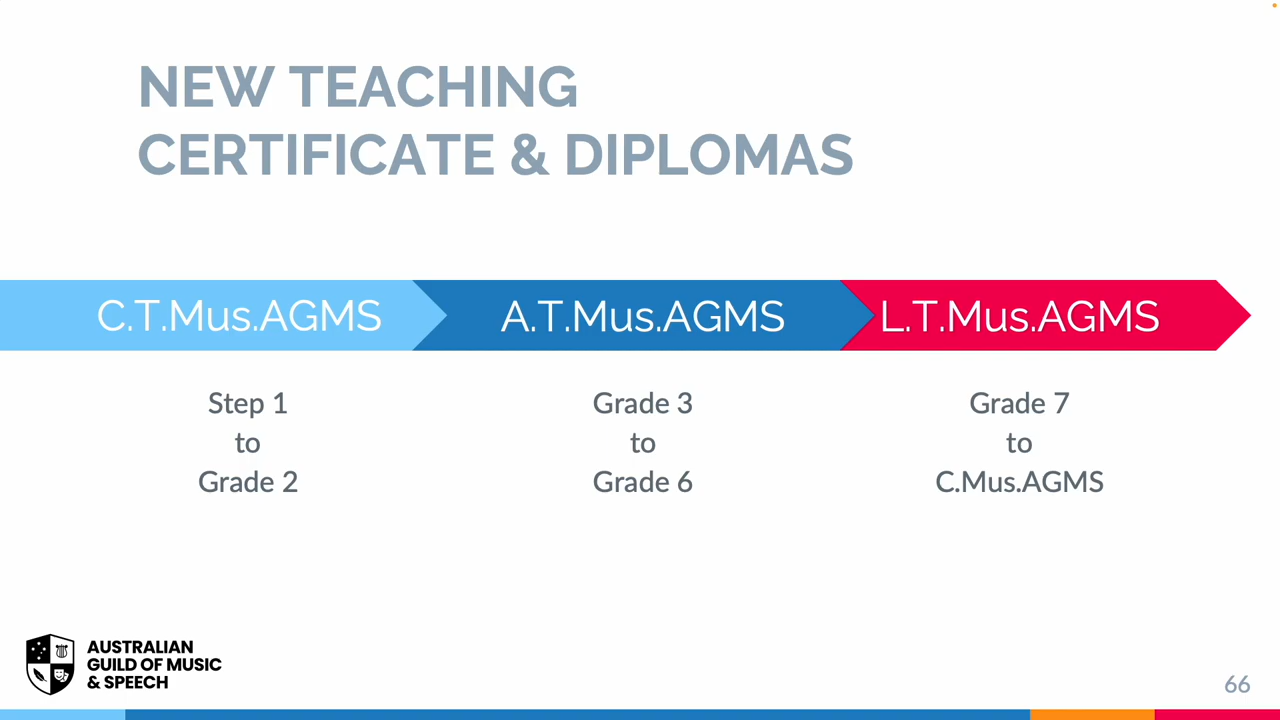 NEW TEACHING
CERTIFICATE & DIPLOMAS
C.T.Mus.AGMS
A.T.Mus.AGMS
L.T.Mus.AGMS
Step 1
to
Grade 2
Grade 3
to
Grade 6
Grade 7
to
C.Mus.AGMS
AUSTRALIAN
GUILD OF MUSIC
& SPEECH
66